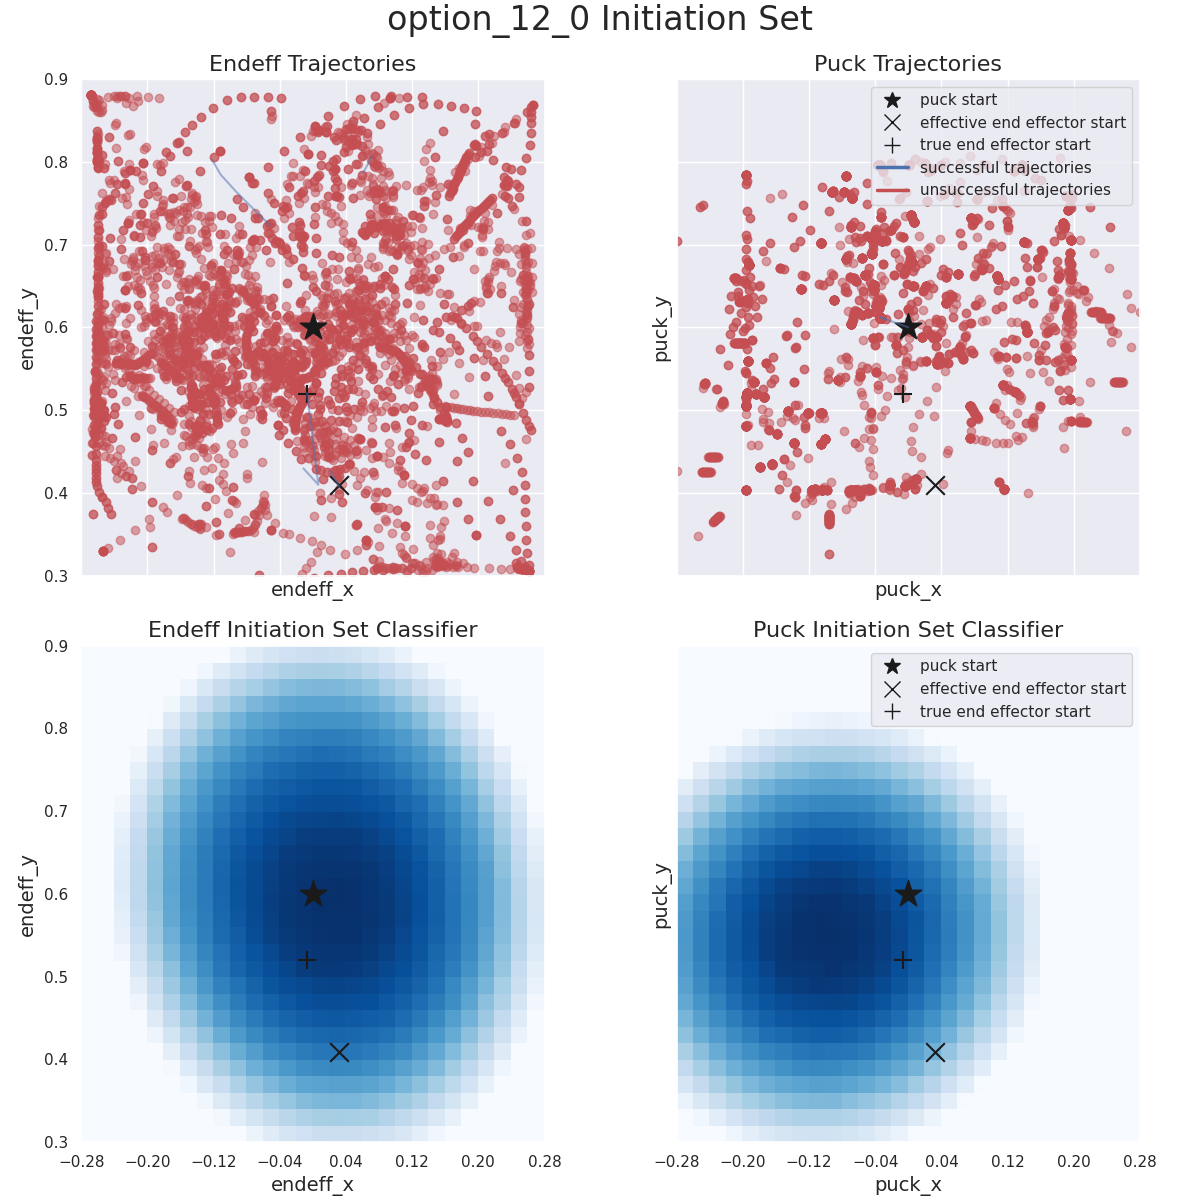 option_12_0 Initiation Set
Endeff Trajectories
0.9
0.8
0.7
0.6
0.5
0.4
0.3
endeff_y
endeff_x
Puck Trajectories
puck start
effective end effector start
true end effector start
successful trajectories
unsuccessful trajectories
puck_y
puck_x
Endeff Initiation Set Classifier
0.9
0.8
0.7
0.6
0.5
0.4
0.3
endeff_y
−0.28 −0.20 −0.12 −0.04 0.04 0.12 0.20 0.28
endeff_x
Puck Initiation Set Classifier
puck start
effective end effector start
true end effector start
puck_y
−0.28 −0.20 −0.12 −0.04 0.04 0.12 0.20 0.28
puck_x